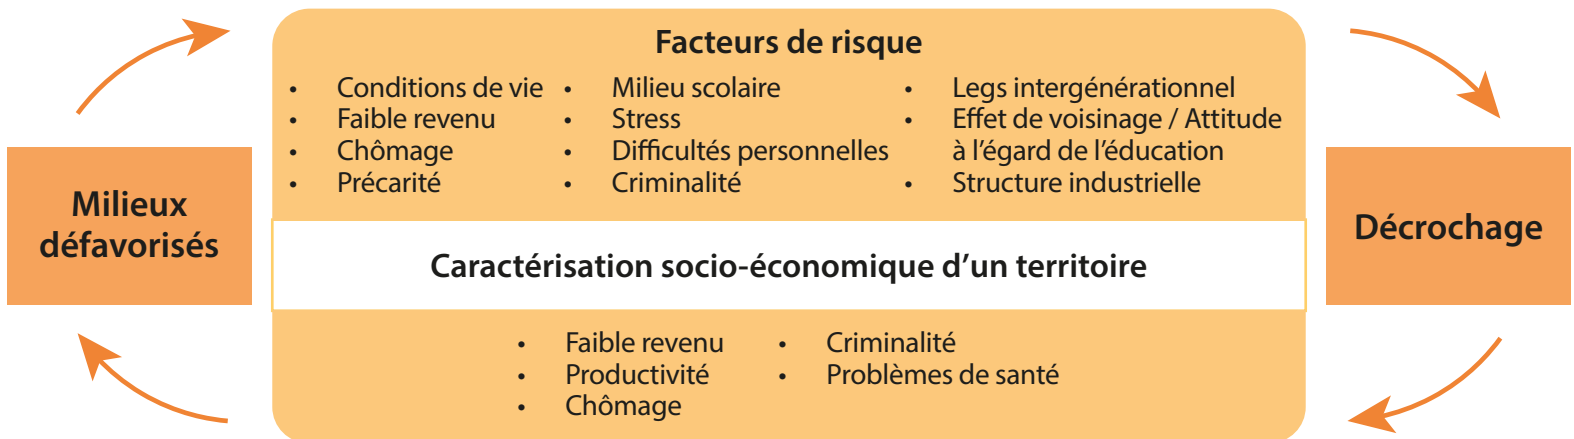 Facteurs de risque
• Conditions de vie
• Faible revenu
• Chômage
• Précarité
• Milieu scolaire
• Stress
• Difficultés personnelles
• Criminalité
• Legs intergénérationnel
• Effet de voisinage / Attitude
à l'égard de l'éducation
• Structure industrielle
Milieux
défavorisés
Caractérisation socio-économique d'un territoire
Décrochage
• Faible revenu
• Productivité
• Chômage
• Criminalité
• Problèmes de santé